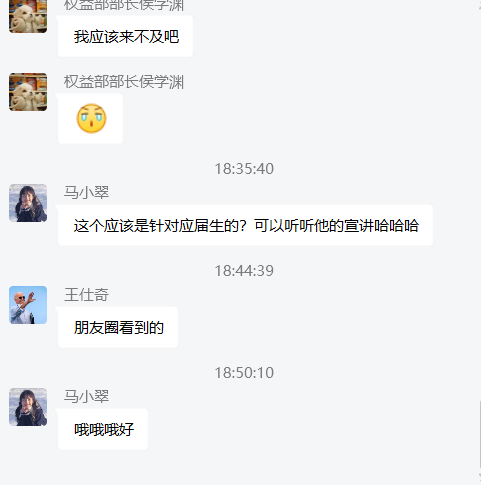 权益部部长侯学渊
我应该来不及吧
权益部部长侯学渊
18:35:40
马小翠
这个应该是针对应届生的？可以听听他的宣讲哈哈哈
18:44:39
王仕奇
朋友圈看到的
18:50:10
马小翠
哦哦哦好